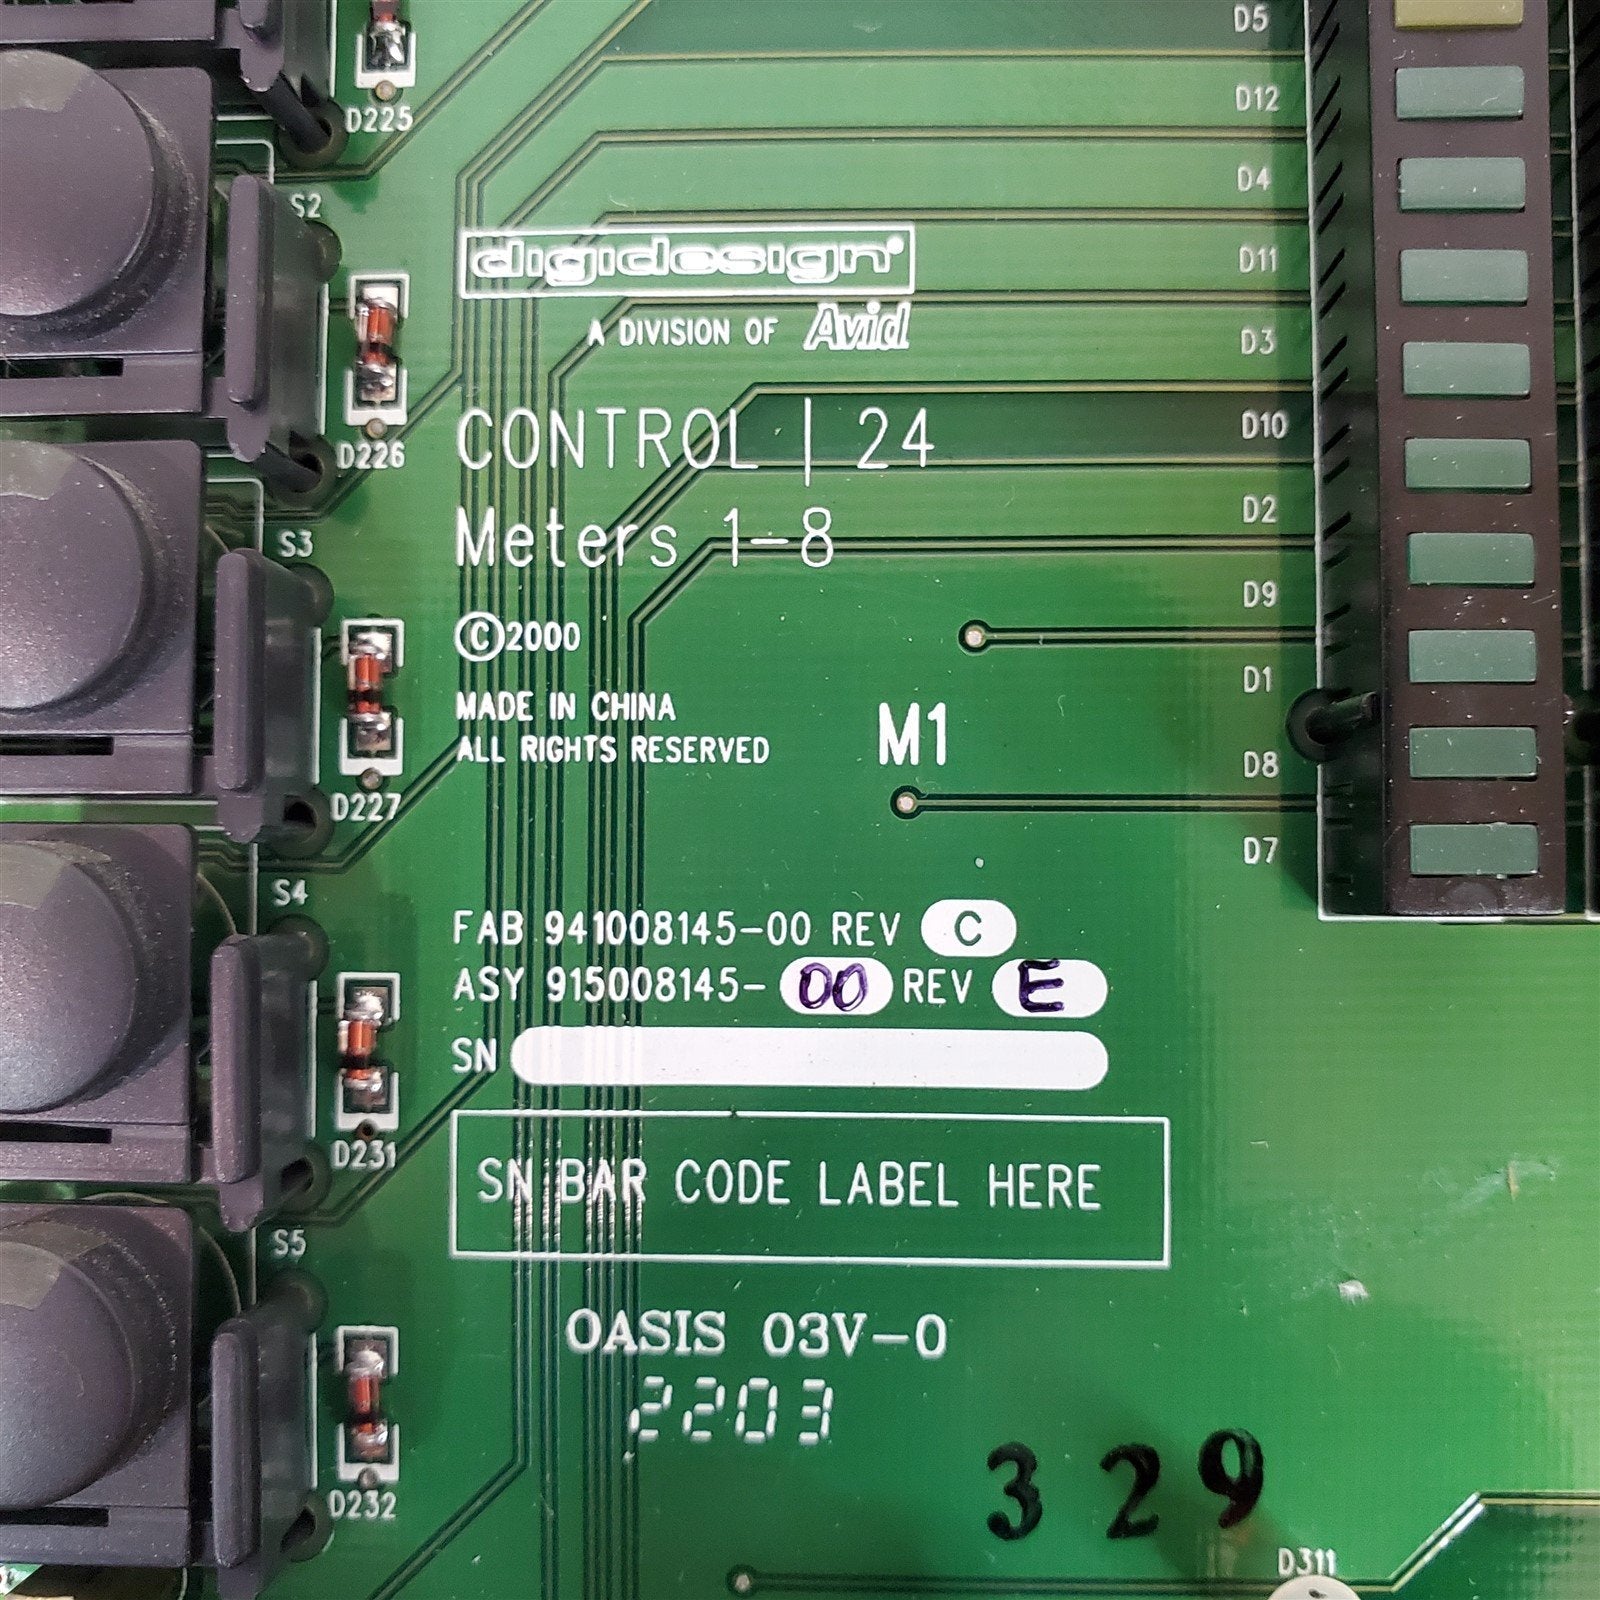 D5
D12
D225
D4
S2
digidesign®
D11
A DIVISION OF Avid
D3
CONTROL | 24
D10
D226
Meters 1-8
D2
S3
D9
©2000
D1
MADE IN CHINA
M1
ALL RIGHTS RESERVED
D8
D227
D7
S4
FAB 941008145-00 REV C
ASY 915008145-00 REV E
SN
D231
SN BAR CODE LABEL HERE
S5
OASIS 03V-0
2203
329
D232
D311